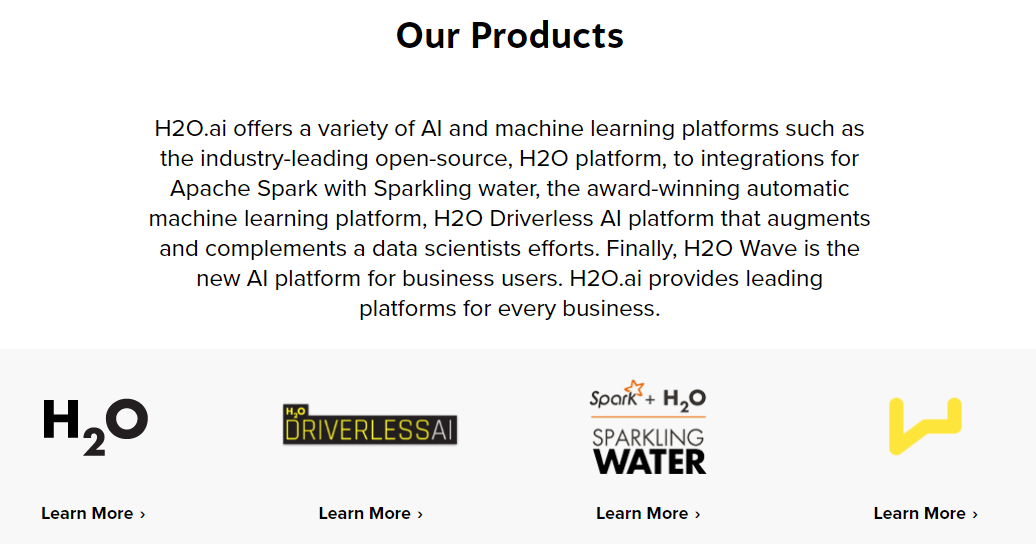 Our Products
H2O.ai offers a variety of AI and machine learning platforms such as
the industry-leading open-source, H2O platform, to integrations for
Apache Spark with Sparkling water, the award-winning automatic
machine learning platform, H2O Driverless AI platform that augments
and complements a data scientists efforts. Finally, H2O Wave is the
new AI platform for business users. H2O.ai provides leading
platforms for every business.
H2O
H2O
DRIVERLESSAI
Spark + H2O
SPARKLING
WATER
Learn More ›
Learn More ›
Learn More ›
Learn More ›